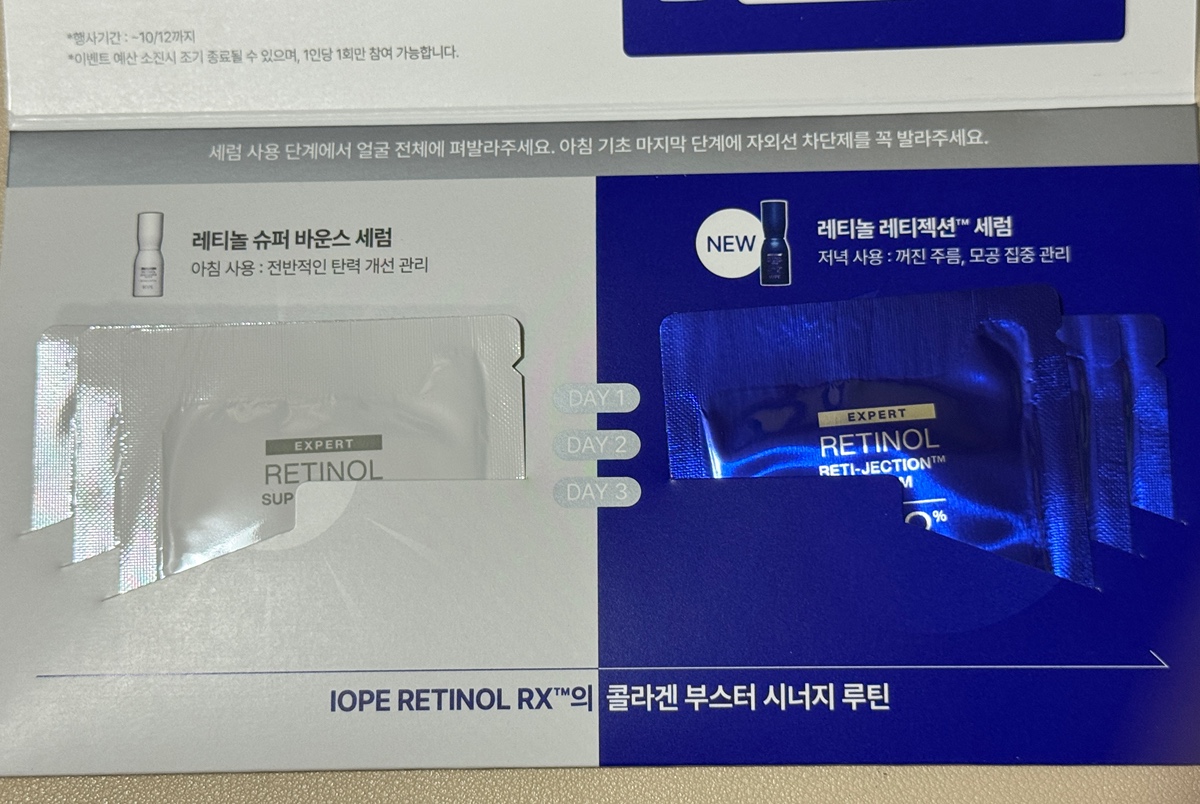 *행사기간 : ~10/12까지
*이벤트 예산 소진시 조기 종료될 수 있으며, 1인당 1회만 참여 가능합니다.
세럼 사용 단계에서 얼굴 전체에 펴발라주세요. 아침 기초 마지막 단계에 자외선 차단제를 꼭 발라주세요.
레티놀 슈퍼 바운스 세럼
아침 사용 : 전반적인 탄력 개선 관리
NEW
레티놀 레티젝션™ 세럼
저녁 사용 : 꺼진 주름, 모공 집중 관리
EXPERT
RETINOL
SUP
DAY 1
DAY 2
DAY 3
EXPERT
RETINOL
RETI-JECTION™
M
%
IOPE RETINOL RX™의 콜라겐 부스터 시너지 루틴